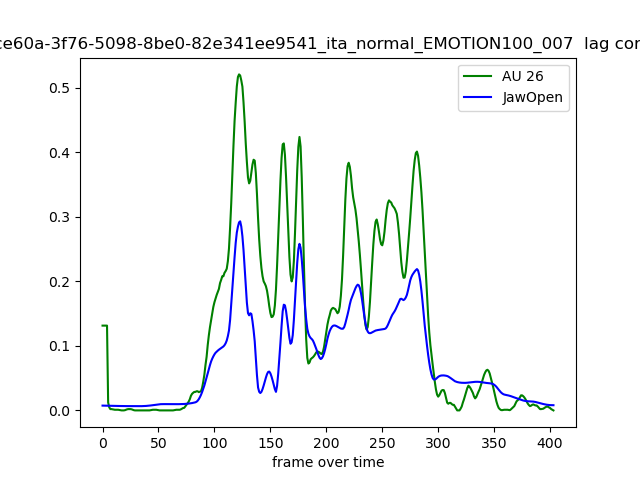 ce60a-3f76-5098-8be0-82e341ee9541_ita_normal_EMOTION100_007 lag cor
AU 26
JawOpen
0.5
0.4
0.3
0.2
0.1
0.0
0 50 100 150 200 250 300 350 400
frame over time